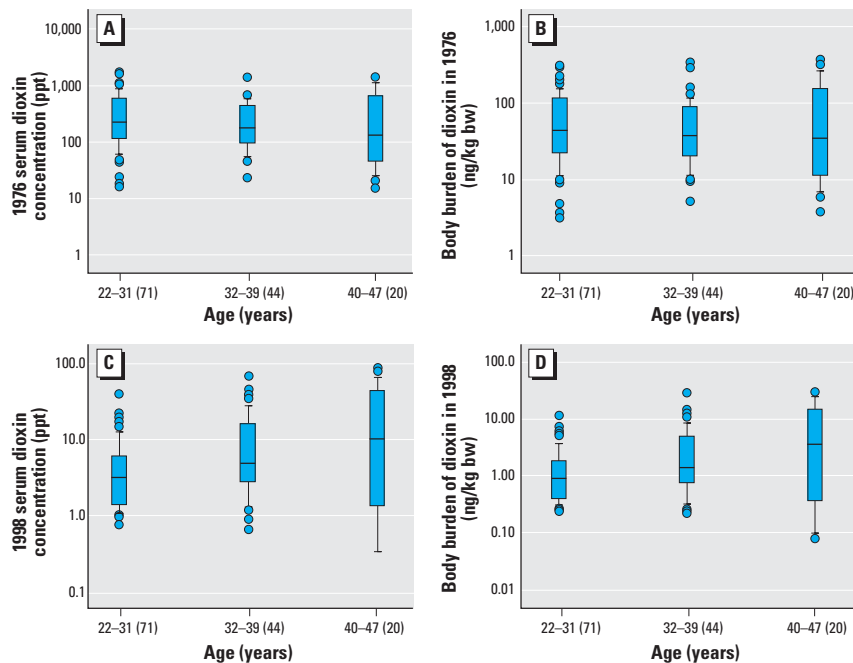 A
1976 serum dioxin
concentration (ppt)
10,000
1,000
100
10
1
22–31 (71)
32–39 (44)
40–47 (20)
Age (years)
B
Body burden of dioxin in 1976
(ng/kg bw)
1,000
100
10
1
22–31 (71)
32–39 (44)
40–47 (20)
Age (years)
C
1998 serum dioxin
concentration (ppt)
100.0
10.0
1.0
0.1
22–31 (71)
32–39 (44)
40–47 (20)
Age (years)
D
Body burden of dioxin in 1998
(ng/kg bw)
100.0
10.00
1.00
0.10
0.01
22–31 (71)
32–39 (44)
40–47 (20)
Age (years)